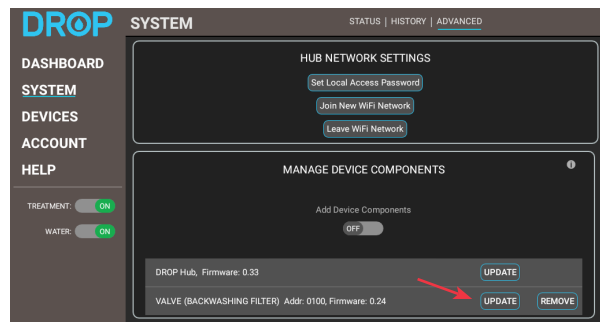 DROP
SYSTEM
STATUS | HISTORY | ADVANCED
DASHBOARD
SYSTEM
DEVICES
ACCOUNT
HELP
TREATMENT: ON
WATER: ON
HUB NETWORK SETTINGS
Set Local Access Password
Join New WiFi Network
Leave WiFi Network
MANAGE DEVICE COMPONENTS
i
Add Device Components
OFF
DROP Hub, Firmware: 0.33 UPDATE
VALVE (BACKWASHING FILTER) Addr: 0100, Firmware: 0.24 UPDATE REMOVE